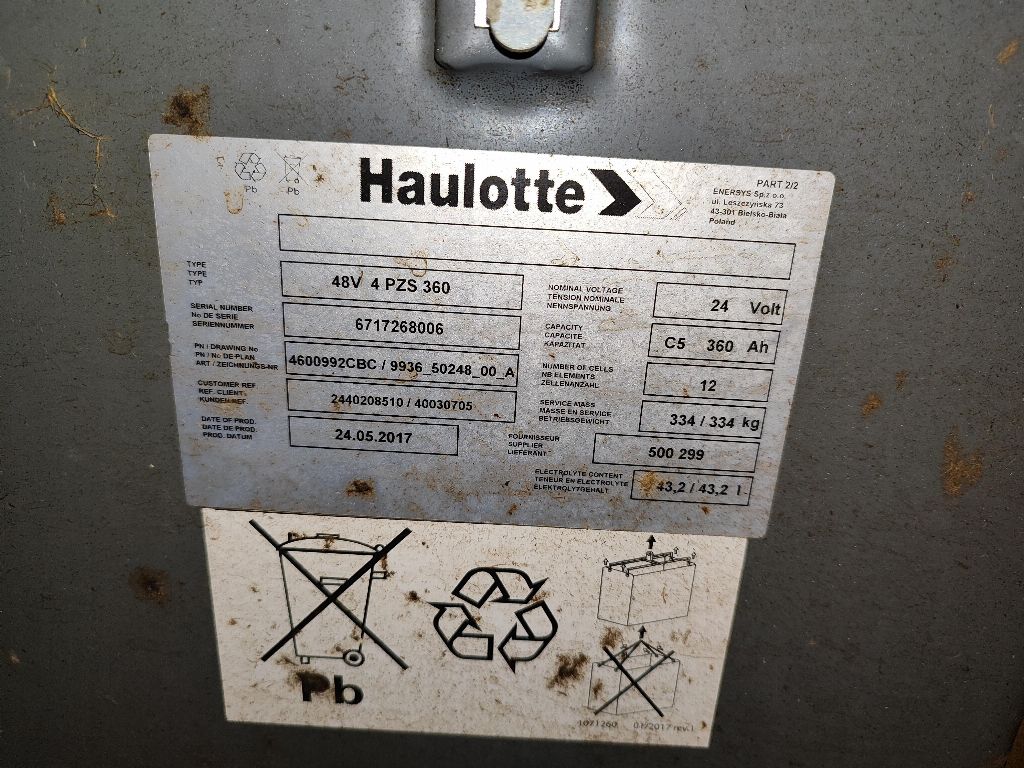 Pb Pb
Haulotte
PART 2/2
ENERSYS Sp.z o.o.
ul. Leszczyńska 73
43-301 Bielsko-Biała
Poland
TYPE
TYPE
TYP
48V 4 PZS 360
NOMINAL VOLTAGE
TENSION NOMINALE
NENNSPANNUNG
24 Volt
SERIAL NUMBER
No DE SERIE
SERIENNUMMER
6717268006
CAPACITY
CAPACITE
KAPAZITAT
C5 360 Ah
PN / DRAWING No
PN / No DE PLAN
ART / ZEICHNUNGS-NR
4600992CBC / 9936_50248_00_A
NUMBER OF CELLS
NB ELEMENTS
ZELLENANZAHL
12
CUSTOMER REF.
REF. CLIENT
KUNDEN REF.
2440208510 / 40030705
SERVICE MASS
MASSE EN SERVICE
BETRIEBSGEWICHT
334 / 334 kg
DATE OF PROD.
DATE DE PROD.
PROD. DATUM
24.05.2017
FOURNISSEUR
SUPPLIER
LIEFERANT
500 299
ELECTROLYTE CONTENT
TENEUR EN ELECTROLYTE
ELEKTROLYTGEHALT
43,2 / 43,2 l
Pb
1071260 01/2017 rev.1